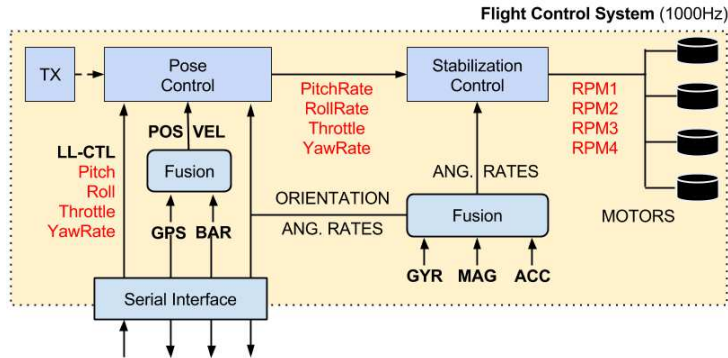 Flight Control System (1000Hz)
TX
Pose
Control
Stabilization
Control
PitchRate
RollRate
Throttle
YawRate
RPM1
RPM2
RPM3
RPM4
POS VEL
LL-CTL
Pitch
Roll
Throttle
YawRate
Fusion
ORIENTATION
ANG. RATES
ANG. RATES
Fusion
MOTORS
GPS BAR
GYR MAG ACC
Serial Interface